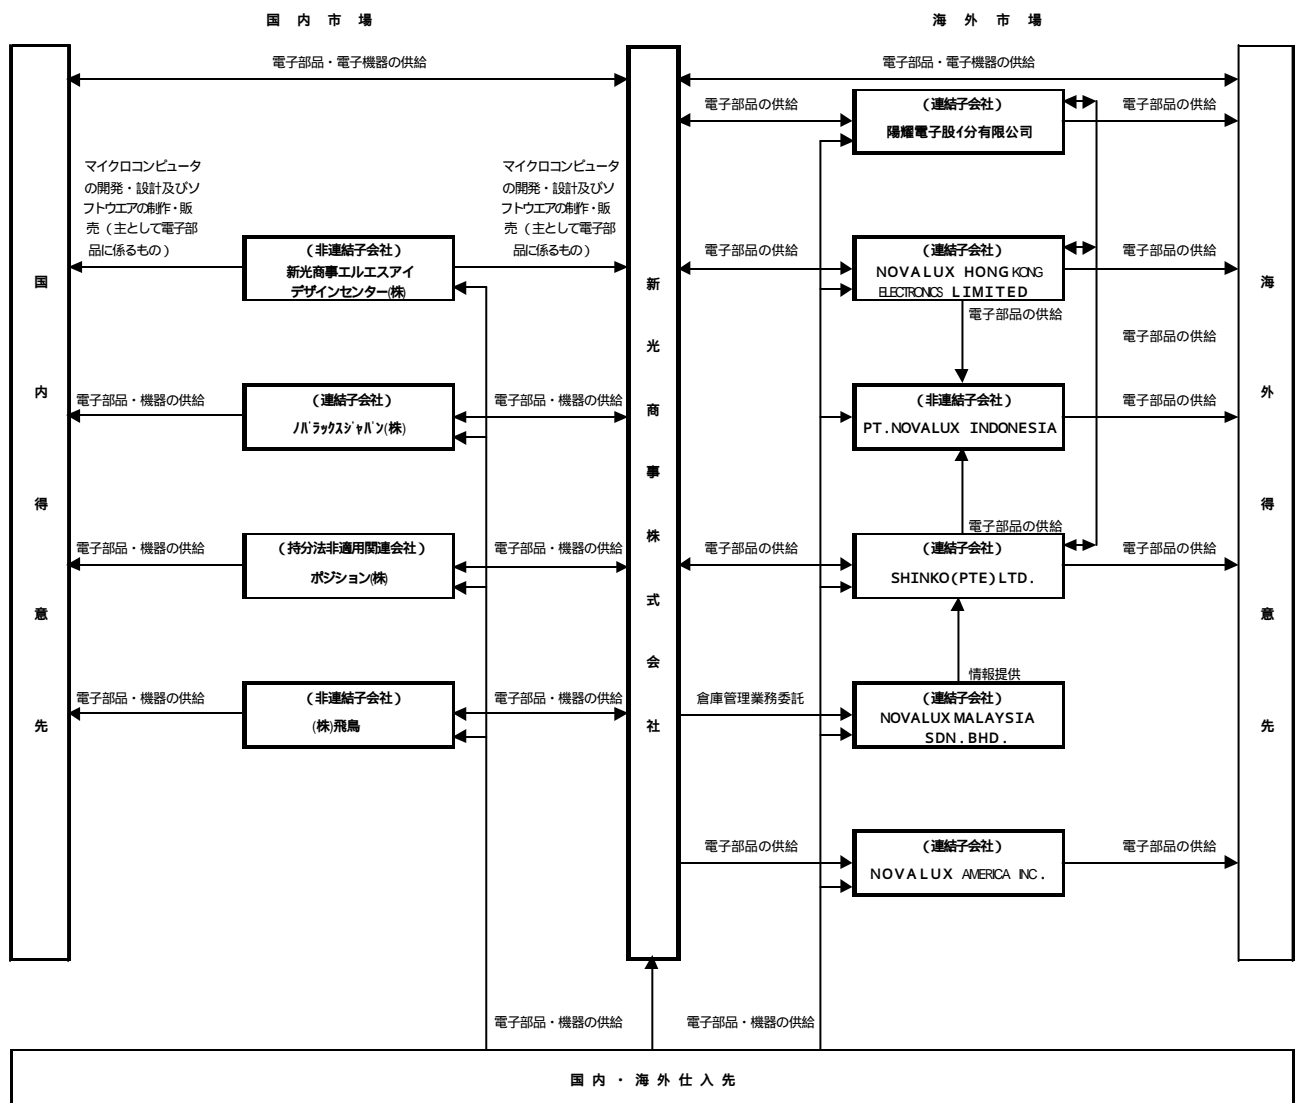 国内市場
海外市場
電子部品・電子機器の供給
電子部品・電子機器の供給
電子部品の供給
(連結子会社)
陽耀電子股イ分有限公司
電子部品の供給
マイクロコンピュータ
の開発・設計及びソ
フトウエアの制作・販
売(主として電子部
品に係るもの)
(非連結子会社)
新光商事エルエスアイ
デザインセンター(株)
マイクロコンピュータ
の開発・設計及びソ
フトウエアの制作・販
売(主として電子部
品に係るもの)
電子部品の供給
(連結子会社)
NOVALUX HONG KONG
ELECTRONICS LIMITED
電子部品の供給
電子部品の供給
電子部品の供給
電子部品・機器の供給
(連結子会社)
ノバラックスジャパン(株)
電子部品・機器の供給
(非連結子会社)
PT.NOVALUX INDONESIA
電子部品の供給
電子部品の供給
電子部品・機器の供給
(持分法非適用関連会社)
ポジション(株)
電子部品・機器の供給
電子部品の供給
(連結子会社)
SHINKO(PTE)LTD.
電子部品の供給
情報提供
電子部品・機器の供給
(非連結子会社)
(株)飛鳥
電子部品・機器の供給
倉庫管理業務委託
(連結子会社)
NOVALUX MALAYSIA
SDN.BHD.
電子部品の供給
(連結子会社)
NOVALUX AMERICA INC.
電子部品の供給
国内得意先
新光商事株式会社
海外得意先
電子部品・機器の供給
電子部品・機器の供給
国内・海外仕入先